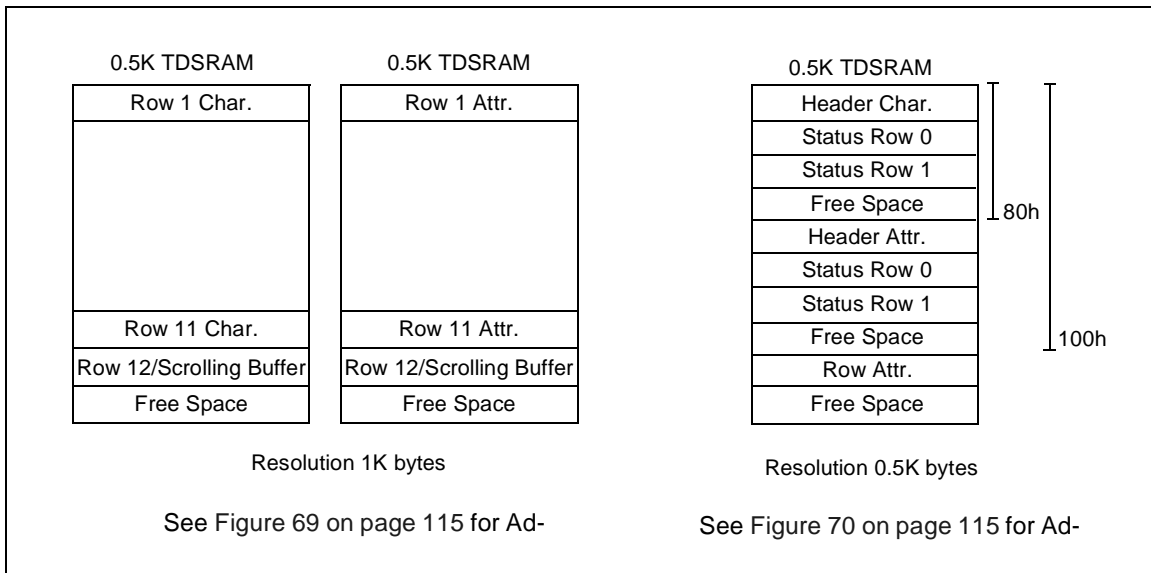 0.5K TDSRAM
Row 1 Char.
Row 11 Char.
Row 12/Scrolling Buffer
Free Space
0.5K TDSRAM
Row 1 Attr.
Row 11 Attr.
Row 12/Scrolling Buffer
Free Space
Resolution 1K bytes
See Figure 69 on page 115 for Ad-
0.5K TDSRAM
Header Char.
Status Row 0
Status Row 1
Free Space
Header Attr.
Status Row 0
Status Row 1
Free Space
Row Attr.
Free Space
80h
100h
Resolution 0.5K bytes
See Figure 70 on page 115 for Ad-